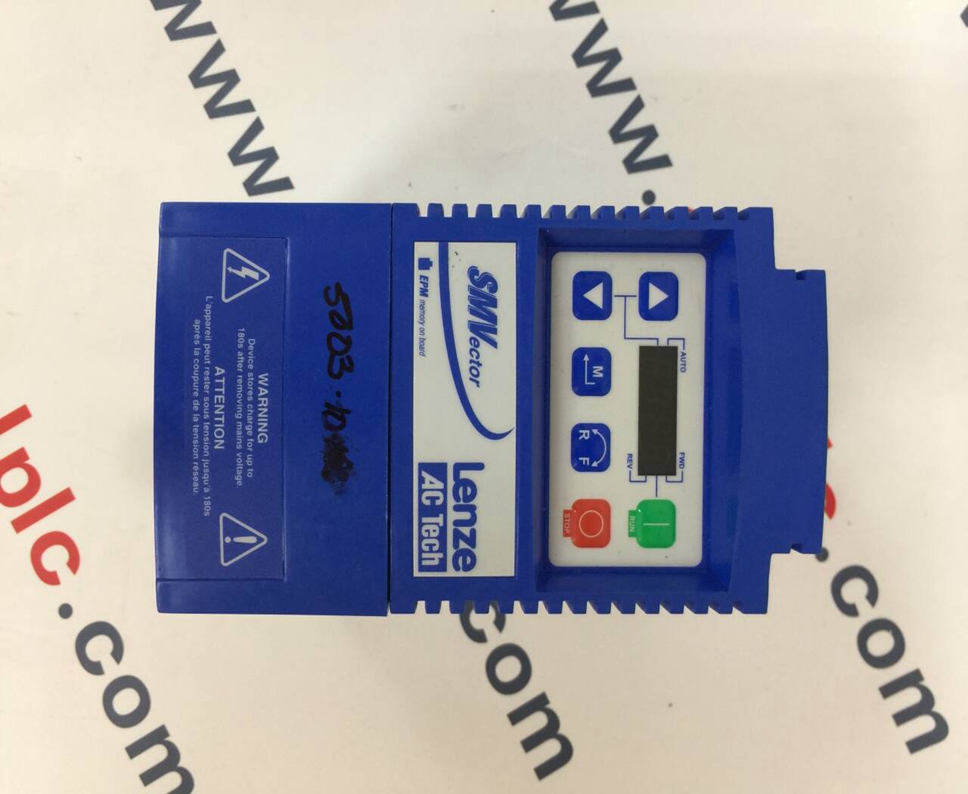 www.
www.
plc.com
.com
.com
SMVector
EPM memory on board
Lenze
AC Tech
AUTO
FWD
REV
M
R F
RUN
STOP
5003.10
WARNING
Device stores charge for up to
180s after removing mains voltage.
ATTENTION
L'appareil peut rester sous tension jusqu'à 180s
après la coupure de la tension réseau.